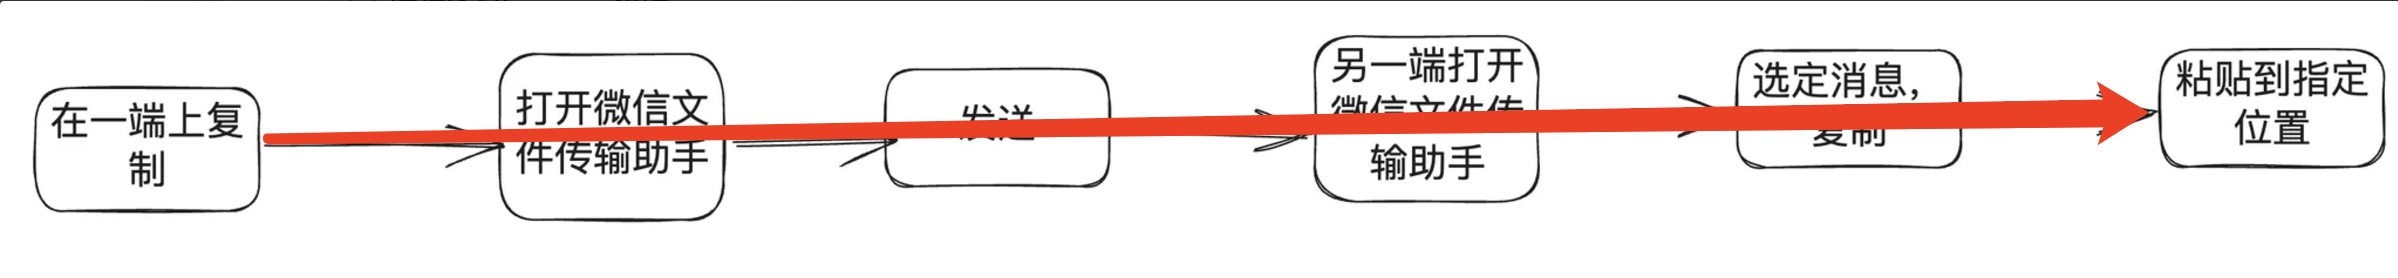 在一端上复
制
打开微信文
件传输助手
发送
另一端打开
微信文件传
输助手
选定消息，
复制
粘贴到指定
位置